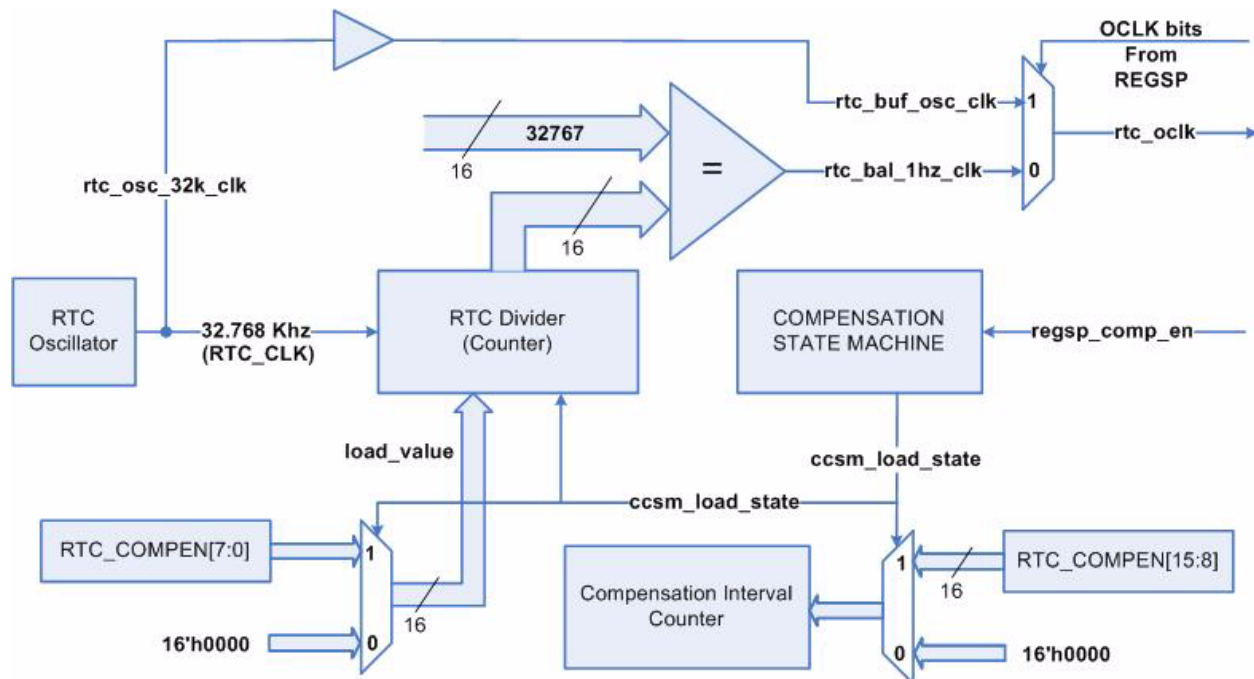 OCLK bits
From
REGSP
rtc_buf_osc_clk
1
rtc_oclk
32767
16
=
rtc_bal_1hz_clk
0
rtc_osc_32k_clk
16
RTC
Oscillator
32.768 Khz
(RTC_CLK)
RTC Divider
(Counter)
COMPENSATION
STATE MACHINE
regsp_comp_en
load_value
ccsm_load_state
ccsm_load_state
RTC_COMPEN[7:0]
1
16
16'h0000
0
Compensation Interval
Counter
1
16
RTC_COMPEN[15:8]
0
16'h0000